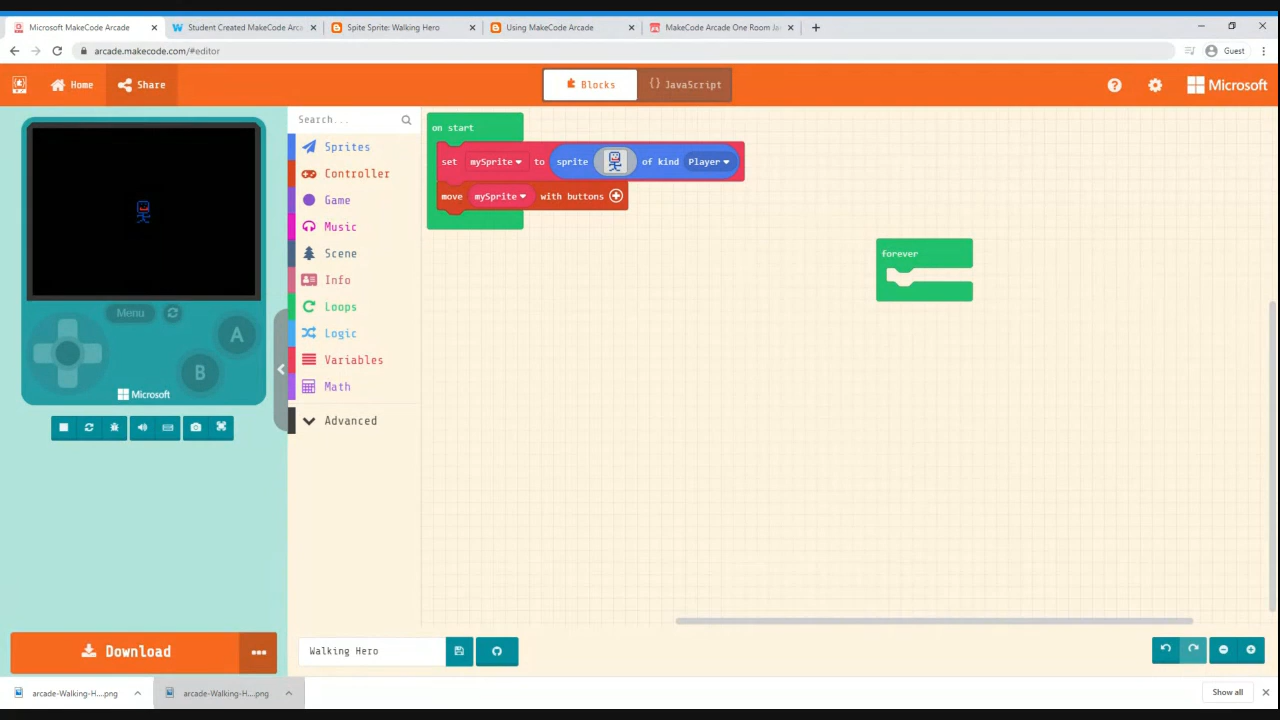 Microsoft MakeCode Arcade
Student Created MakeCode Arca
Spite Sprite: Walking Hero
Using MakeCode Arcade
MakeCode Arcade One Room Ja
arcade.makecode.com/#editor
Guest
Home
Share
Blocks
{} JavaScript
Microsoft
Search...
Sprites
Controller
Game
Music
Scene
Info
Loops
Logic
Variables
Math
Advanced
Menu
A
B
Microsoft
on start
set mySprite to sprite of kind Player
move mySprite with buttons
forever
Download
Walking Hero
arcade-Walking-H....png
arcade-Walking-H....png
Show all